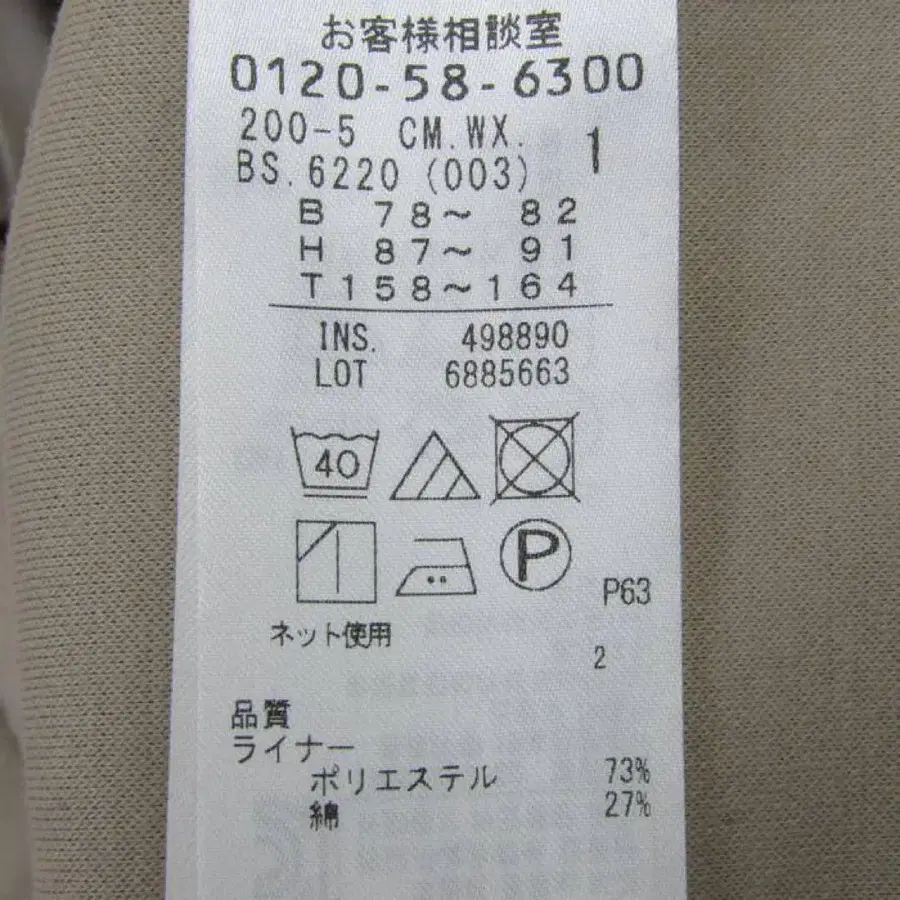 お客様相談室
0120-58-6300
200-5 CM.WX. 1
BS.6220 (003)
B 78～ 82
H 87～ 91
T158～164
INS. 498890
LOT 6885663
40
P
P63
ネット使用
2
品質
ライナー
ポリエステル 73%
綿 27%